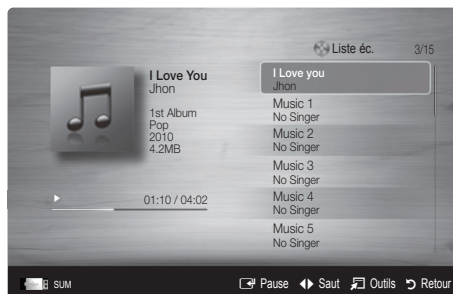 Liste éc. 3/15
I Love You
Jhon
1st Album
Pop
2010
4.2MB
01:10 / 04:02
I Love you
Jhon
Music 1
No Singer
Music 2
No Singer
Music 3
No Singer
Music 4
No Singer
Music 5
No Singer
SUM Pause Saut Outils Retour